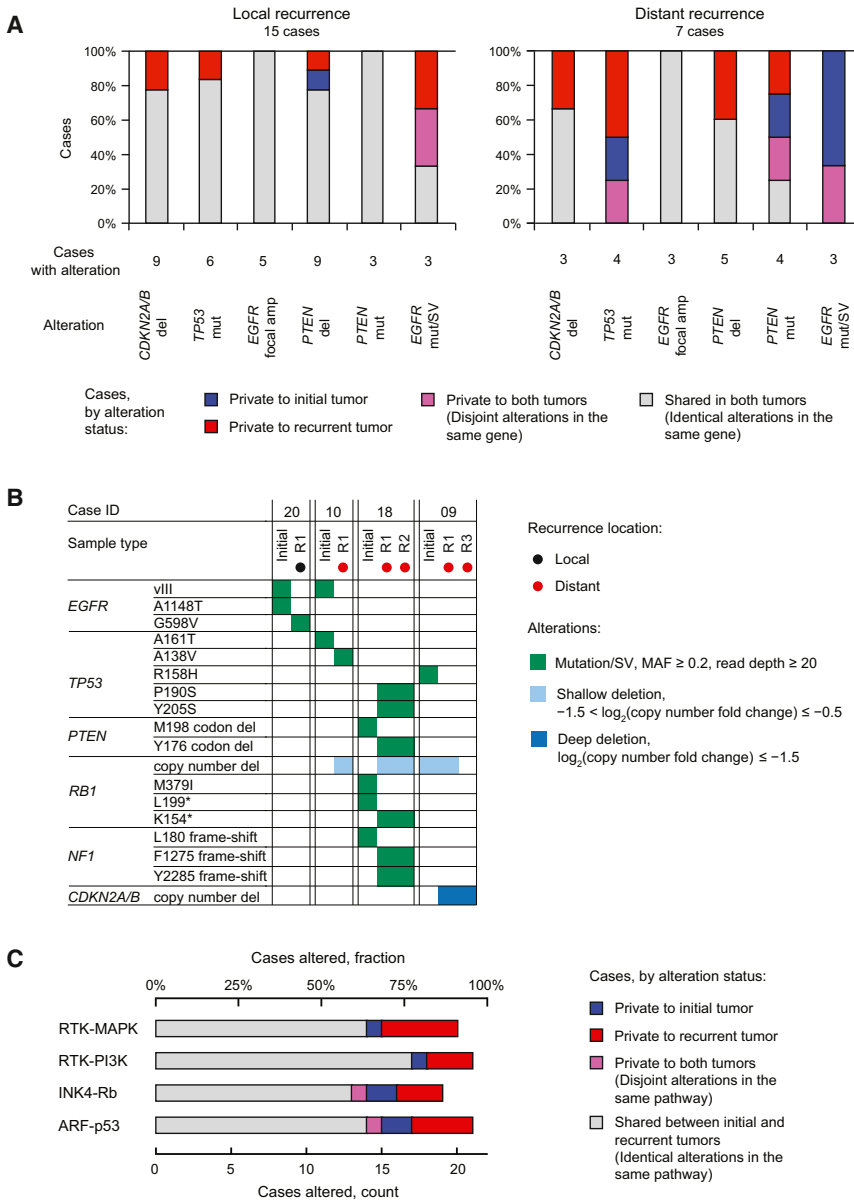 A
Local recurrence
15 cases
Distant recurrence
7 cases
Cases
100%
80%
60%
40%
20%
0%
100%
80%
60%
40%
20%
0%
Cases with alteration
9 6 5 9 3 3
3 4 3 5 4 3
Alteration
CDKN2A/B del
TP53 mut
EGFR focal amp
PTEN del
PTEN mut
EGFR mut/SV
CDKN2A/B del
TP53 mut
EGFR focal amp
PTEN del
PTEN mut
EGFR mut/SV
Cases, by alteration status:
Private to initial tumor
Private to recurrent tumor
Private to both tumors
(Disjoint alterations in the
same gene)
Shared in both tumors
(Identical alterations in the
same gene)
B
Case ID 20 10 18 09
Sample type Initial R1 Initial R1 Initial R1 R2 Initial R1 R3
EGFR
vIII
A1148T
G598V
TP53
A161T
A138V
R158H
P190S
Y205S
PTEN
M198 codon del
Y176 codon del
RB1
copy number del
M379I
L199*
K154*
NF1
L180 frame-shift
F1275 frame-shift
Y2285 frame-shift
CDKN2A/B copy number del
Recurrence location:
Local
Distant
Alterations:
Mutation/SV, MAF ≥ 0.2, read depth ≥ 20
Shallow deletion,
−1.5 < log2(copy number fold change) ≤ −0.5
Deep deletion,
log2(copy number fold change) ≤ −1.5
C
Cases altered, fraction
0% 25% 50% 75% 100%
RTK-MAPK
RTK-PI3K
INK4-Rb
ARF-p53
0 5 10 15 20
Cases altered, count
Cases, by alteration status:
Private to initial tumor
Private to recurrent tumor
Private to both tumors
(Disjoint alterations in the
same pathway)
Shared between initial and
recurrent tumors
(Identical alterations in the
same pathway)